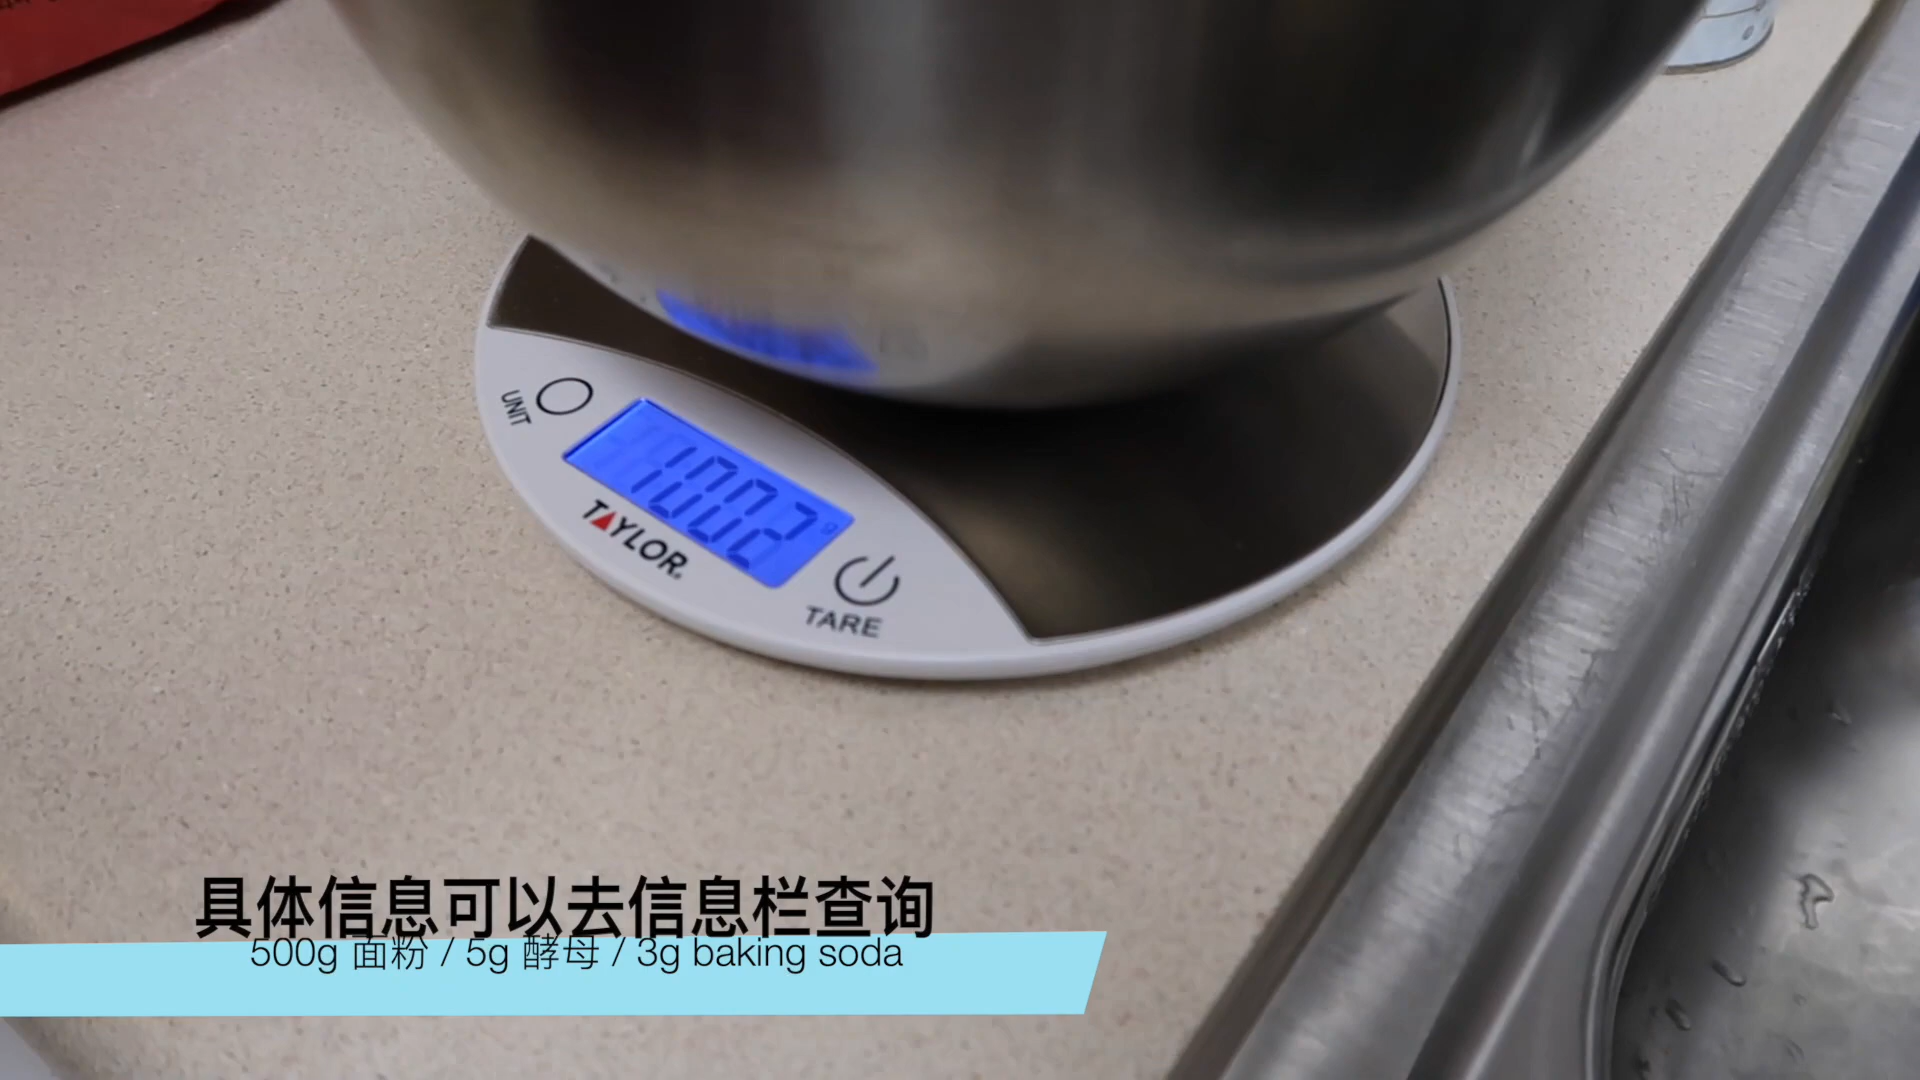 UNIT
1002 g
TAYLOR
TARE
具体信息可以去信息栏查询
500g 面粉 / 5g 酵母 / 3g baking soda